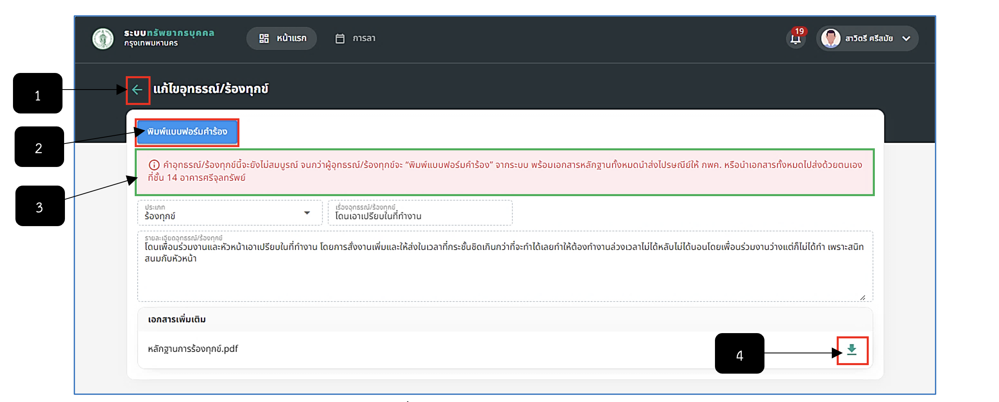 ระบบทรัพยากรบุคคล
กรุงเทพมหานคร
หน้าแรก
การลา
19
สาวิตรี ศรีสมัย
1
แก้ไขอุทธรณ์/ร้องทุกข์
2
พิมพ์แบบฟอร์มคำร้อง
3
คำอุทธรณ์/ร้องทุกข์นี้จะยังไม่สมบูรณ์ จนกว่าผู้อุทธรณ์/ร้องทุกข์จะ “พิมพ์แบบฟอร์มคำร้อง” จากระบบ พร้อมเอกสารหลักฐานทั้งหมดนำส่งไปรษณีย์ให้ กพค. หรือนำเอกสารทั้งหมดไปส่งด้วยตนเอง
ที่ชั้น 14 อาคารศรีจุลทรัพย์
ประเภท
ร้องทุกข์
เรื่องอุทธรณ์/ร้องทุกข์
โดนเอาเปรียบในที่ทำงาน
รายละเอียดอุทธรณ์/ร้องทุกข์
โดนเพื่อนร่วมงานและหัวหน้าเอาเปรียบในที่ทำงาน โดยการสั่งงานเพิ่มและให้ส่งในเวลาที่กระชั้นชิดเกินกว่าที่จะทำได้เลยทำให้ต้องทำงานล่วงเวลาไม่ได้หลับไม่ได้นอนโดยเพื่อนร่วมงานว่างแต่ก็ไม่ได้ทำ เพราะสนิท
สนมกับหัวหน้า
เอกสารเพิ่มเติม
หลักฐานการร้องทุกข์.pdf
4